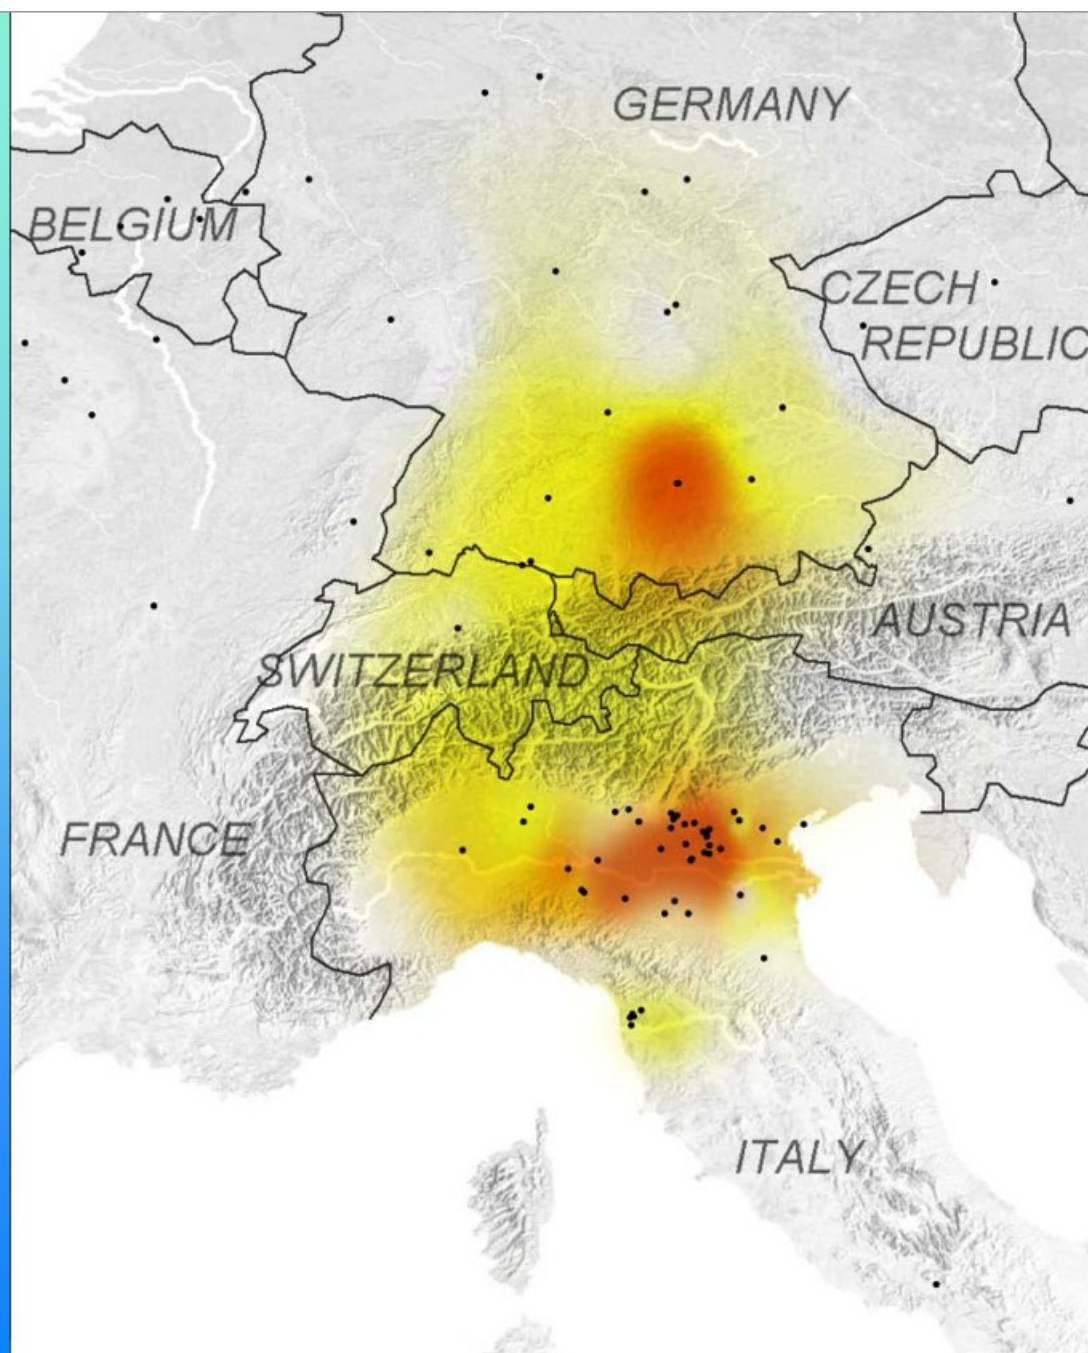 GERMANY
BELGIUM
CZECH
REPUBLIC
AUSTRIA
SWITZERLAND
FRANCE
ITALY